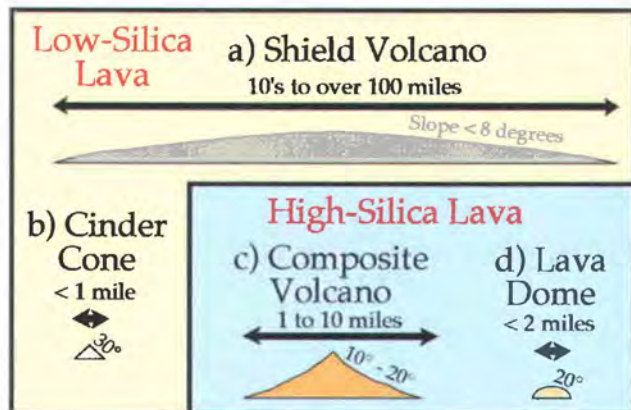 Low-Silica
Lava
a) Shield Volcano
10's to over 100 miles
Slope < 8 degrees
b) Cinder
Cone
< 1 mile
30°
High-Silica Lava
c) Composite
Volcano
1 to 10 miles
10° - 20°
d) Lava
Dome
< 2 miles
20°